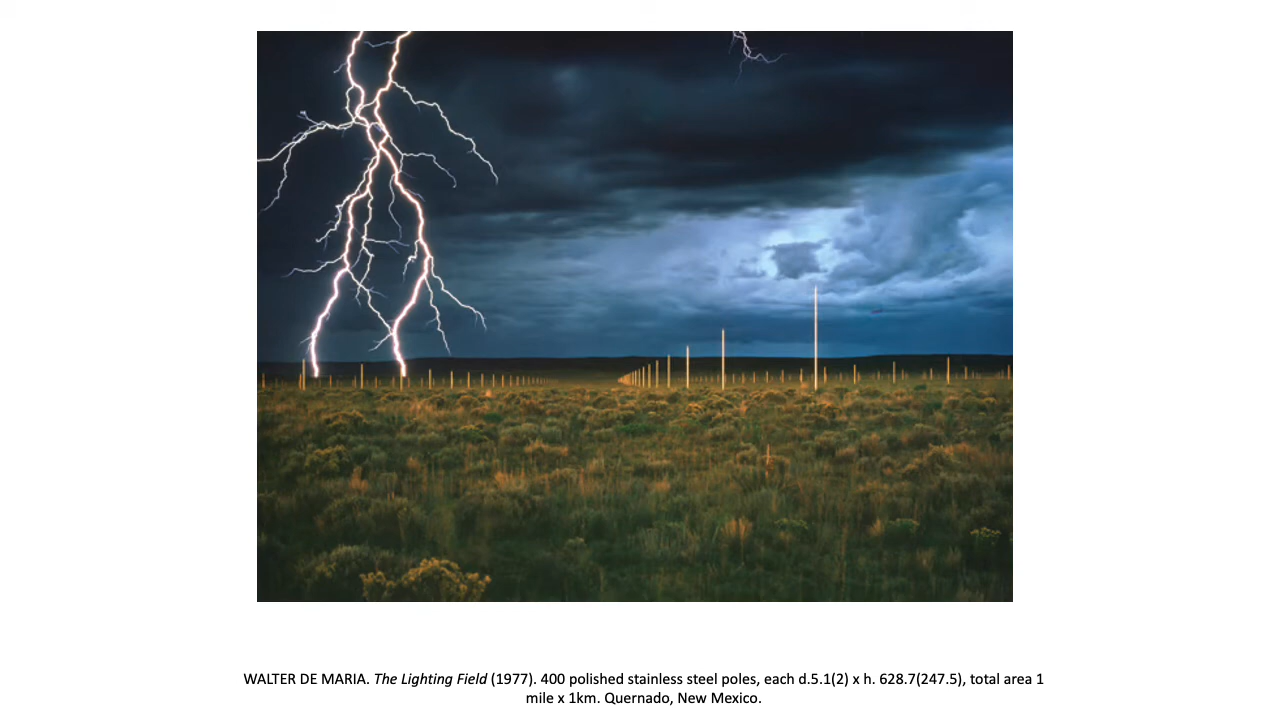 WALTER DE MARIA. The Lighting Field (1977). 400 polished stainless steel poles, each d.5.1(2) x h. 628.7(247.5), total area 1
mile x 1km. Quernado, New Mexico.